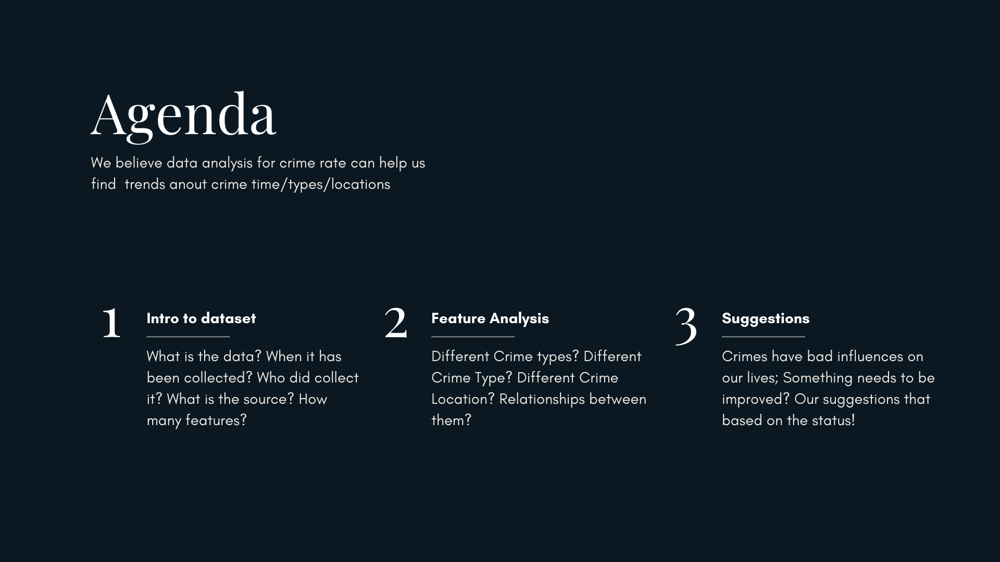 Agenda
We believe data analysis for crime rate can help us
find  trends anout crime time/types/locations
1
Intro to dataset
What is the data? When it has
been collected? Who did collect
it? What is the source? How
many features?
2
Feature Analysis
Different Crime types? Different
Crime Type? Different Crime
Location? Relationships between
them?
3
Suggestions
Crimes have bad influences on
our lives; Something needs to be
improved? Our suggestions that
based on the status!